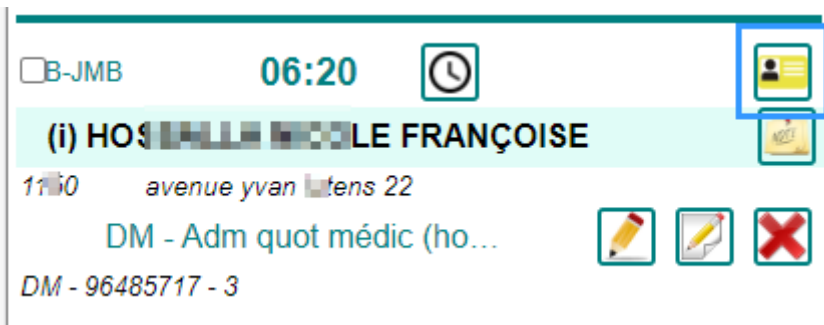 B-JMB 06:20
(i) FRANÇOISE
avenue yvan 22
DM - Adm quot médic (ho...
DM - 96485717 - 3